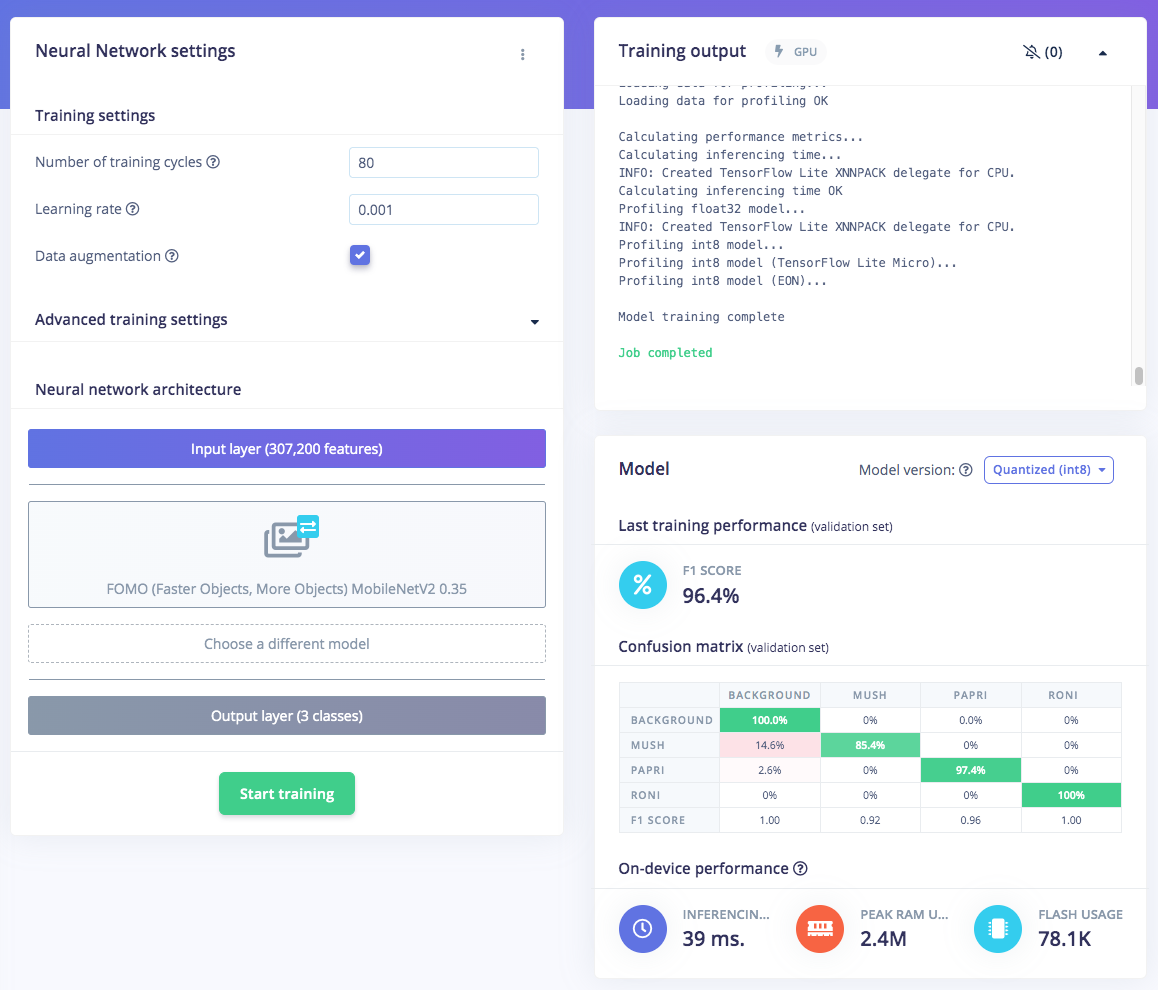 Neural Network settings
Training settings
Number of training cycles
80
Learning rate
0.001
Data augmentation
Advanced training settings
Neural network architecture
Input layer (307,200 features)
FOMO (Faster Objects, More Objects) MobileNetV2 0.35
Choose a different model
Output layer (3 classes)
Start training
Training output GPU (0)
Loading data for profiling...
Loading data for profiling OK
Calculating performance metrics...
Calculating inferencing time...
INFO: Created TensorFlow Lite XNNPACK delegate for CPU.
Calculating inferencing time OK
Profiling float32 model...
INFO: Created TensorFlow Lite XNNPACK delegate for CPU.
Profiling int8 model...
Profiling int8 model (TensorFlow Lite Micro)...
Profiling int8 model (EON)...
Model training complete
Job completed
Model Model version: Quantized (int8)
Last training performance (validation set)
% F1 SCORE
96.4%
Confusion matrix (validation set)
BACKGROUND MUSH PAPRI RONI
BACKGROUND 100.0% 0% 0.0% 0%
MUSH 14.6% 85.4% 0% 0%
PAPRI 2.6% 0% 97.4% 0%
RONI 0% 0% 0% 100%
F1 SCORE 1.00 0.92 0.96 1.00
On-device performance
INFERENCIN... PEAK RAM U... FLASH USAGE
39 ms. 2.4M 78.1K